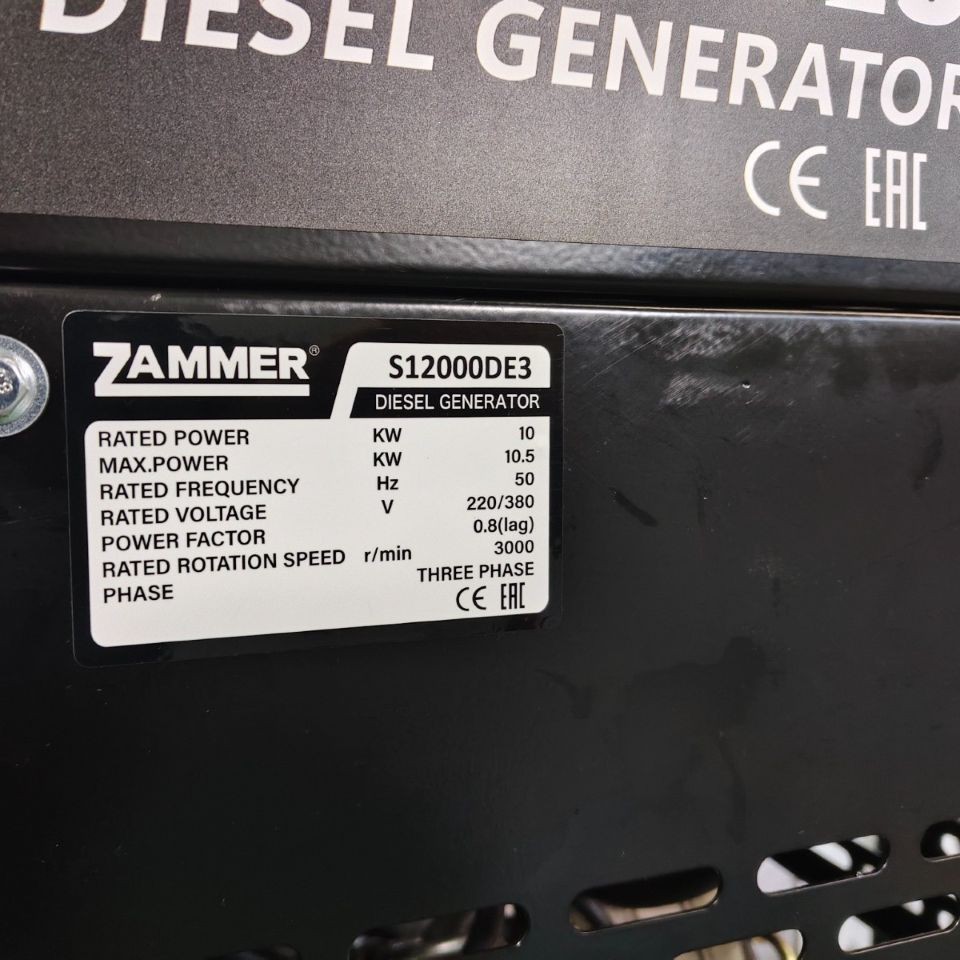 DIESEL GENERATOR
CE EAC
ZAMMER®
S12000DE3
DIESEL GENERATOR
RATED POWER KW 10
MAX.POWER KW 10.5
RATED FREQUENCY Hz 50
RATED VOLTAGE V 220/380
POWER FACTOR 0.8(lag)
RATED ROTATION SPEED r/min 3000
PHASE THREE PHASE
CE EAC